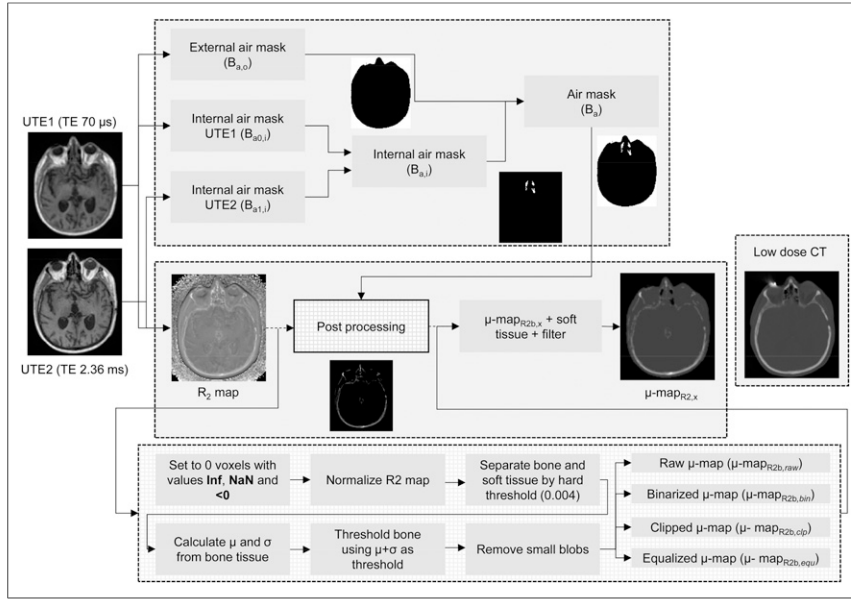 External air mask
(Ba,o)
UTE1 (TE 70 µs)
Internal air mask
UTE1 (Ba0,i)
Internal air mask
UTE2 (Ba1,i)
Internal air mask
(Ba,i)
Air mask
(Ba)
UTE2 (TE 2.36 ms)
R2 map
Post processing
µ-mapR2b,x + soft
tissue + filter
µ-mapR2,x
Low dose CT
Set to 0 voxels with
values Inf, NaN and
<0
Normalize R2 map
Separate bone and
soft tissue by hard
threshold (0.004)
Calculate µ and σ
from bone tissue
Threshold bone
using µ+σ as
threshold
Remove small blobs
Raw µ-map (µ-mapR2b,raw)
Binarized µ-map (µ-mapR2b,bin)
Clipped µ-map (µ- mapR2b,clp)
Equalized µ-map (µ- mapR2b,equ)